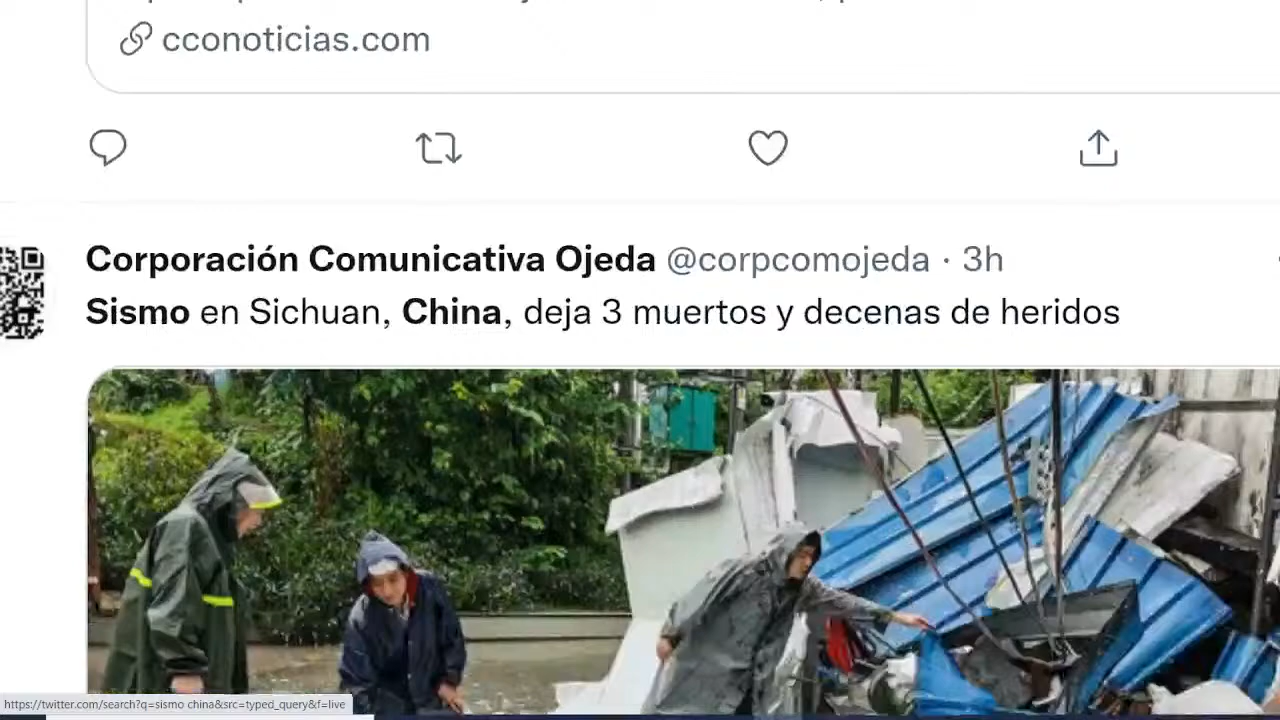 cconoticias.com
Corporación Comunicativa Ojeda @corpcomojeda · 3h
Sismo en Sichuan, China, deja 3 muertos y decenas de heridos
https://twitter.com/search?q=sismo china&src=typed_query&f=live